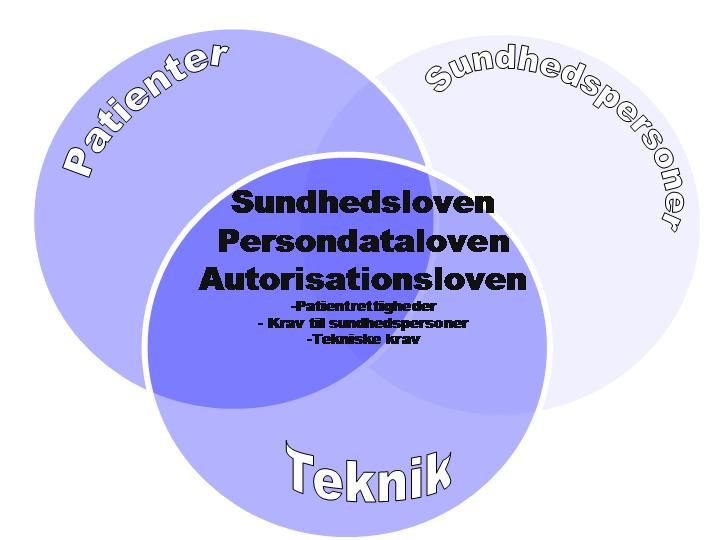 Patienter
Sundhedspersoner
Sundhedsloven
Persondataloven
Autorisationsloven
-Patientrettigheder
- Krav til sundhedspersoner
-Tekniske krav
Teknik